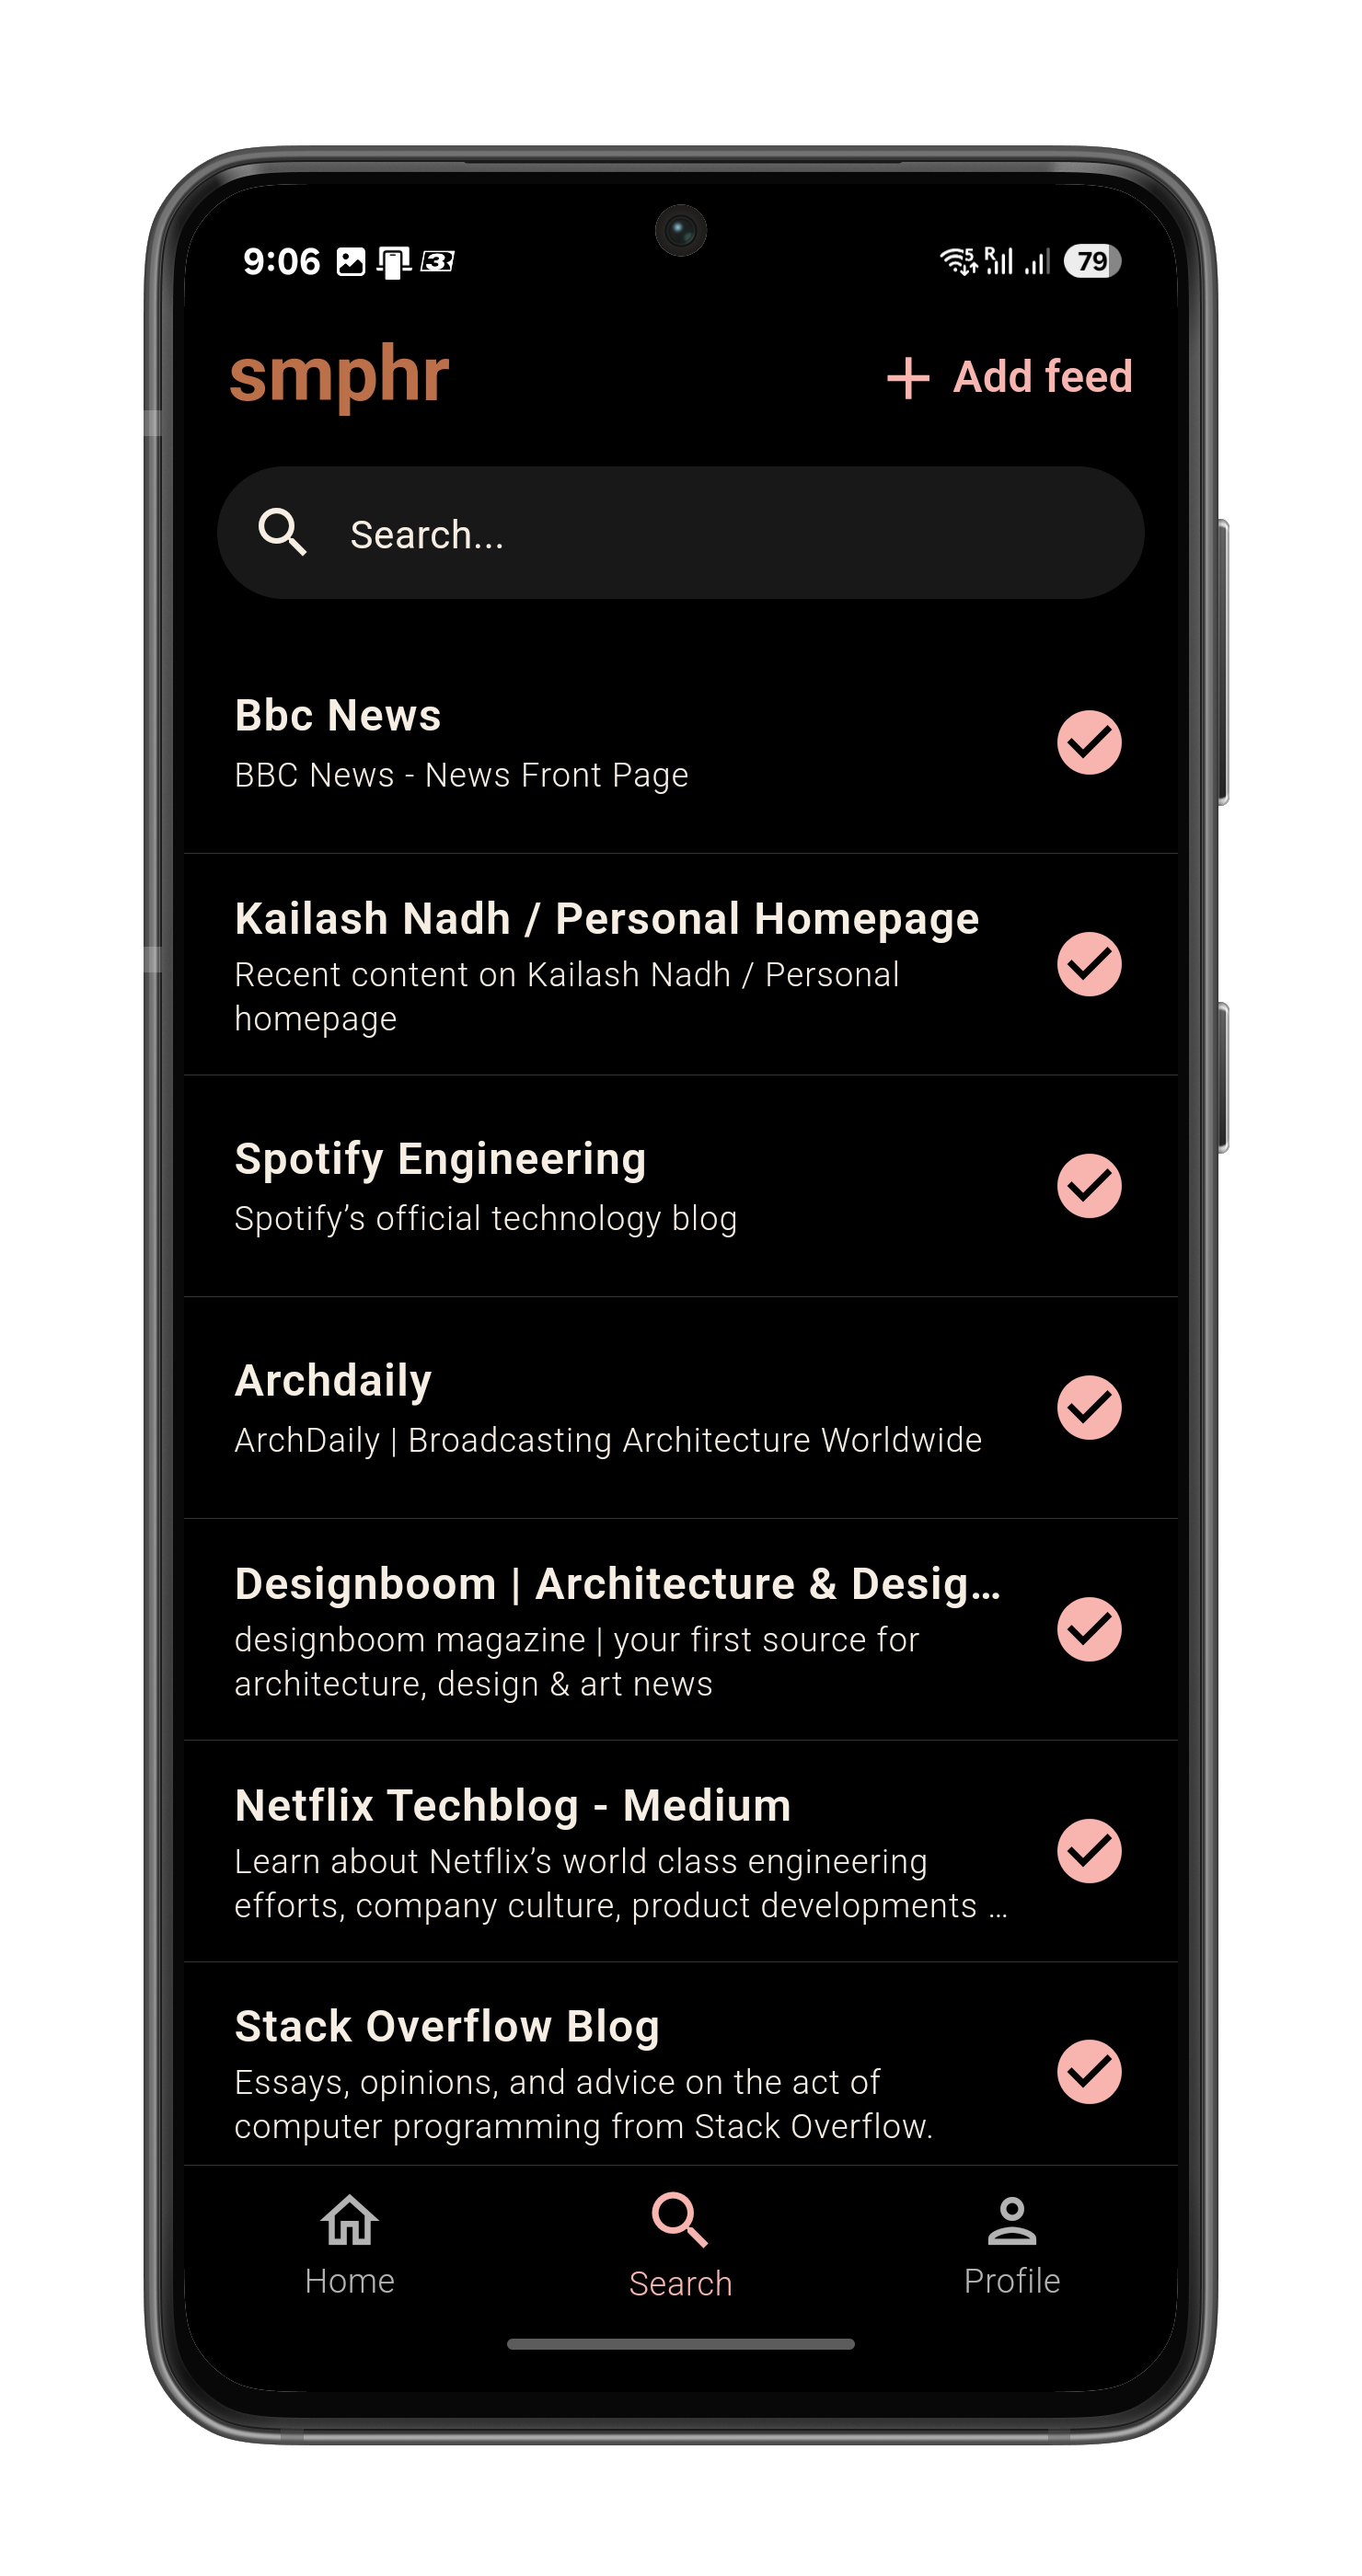 9:06
5
R
79
smphr
Add feed
Search...
Bbc News
BBC News - News Front Page
Kailash Nadh / Personal Homepage
Recent content on Kailash Nadh / Personal
homepage
Spotify Engineering
Spotify’s official technology blog
Archdaily
ArchDaily | Broadcasting Architecture Worldwide
Designboom | Architecture & Desig...
designboom magazine | your first source for
architecture, design & art news
Netflix Techblog - Medium
Learn about Netflix’s world class engineering
efforts, company culture, product developments ...
Stack Overflow Blog
Essays, opinions, and advice on the act of
computer programming from Stack Overflow.
Home
Search
Profile